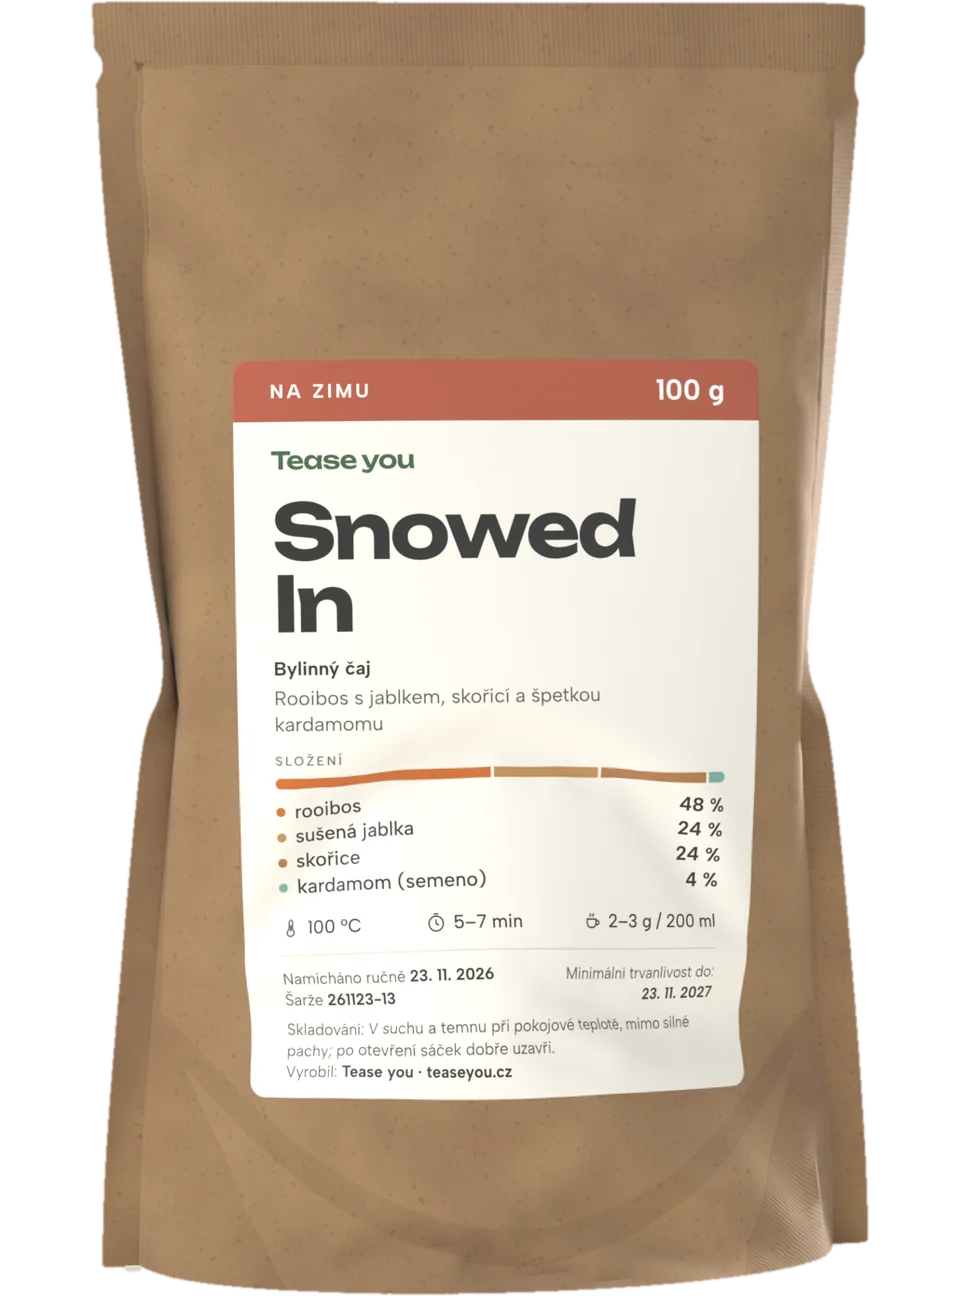 NA ZIMU 100 g
Tease you
Snowed
In
Bylinný čaj
Rooibos s jablkem, skořicí a špetkou
kardamomu
SLOŽENÍ
rooibos 48 %
sušená jablka 24 %
skořice 24 %
kardamom (semeno) 4 %
100 °C 5–7 min 2–3 g / 200 ml
Namícháno ručně 23. 11. 2026 Minimální trvanlivost do:
Šarže 261123-13 23. 11. 2027
Skladování: V suchu a temnu při pokojové teplotě, mimo silné
pachy; po otevření sáček dobře uzavři.
Vyrobil: Tease you · teaseyou.cz